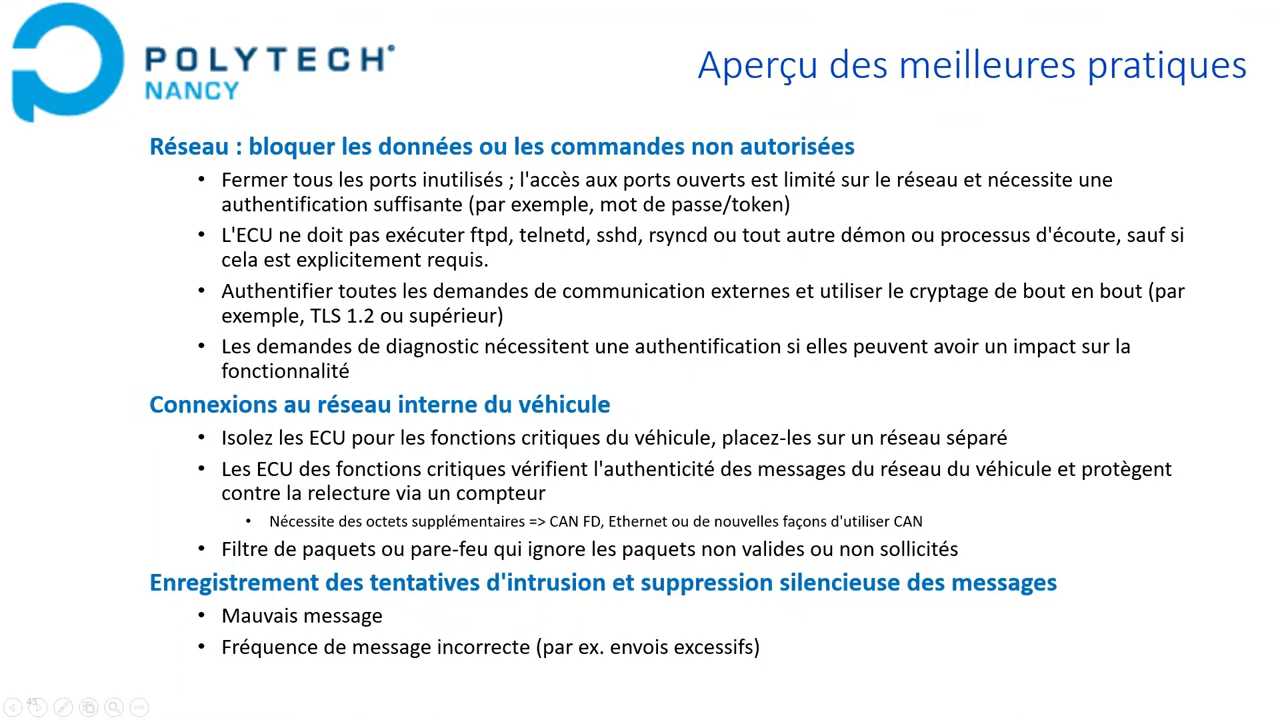 POLYTECH
NANCY
Aperçu des meilleures pratiques
Réseau : bloquer les données ou les commandes non autorisées
• Fermer tous les ports inutilisés ; l'accès aux ports ouverts est limité sur le réseau et nécessite une
authentification suffisante (par exemple, mot de passe/token)
• L'ECU ne doit pas exécuter ftpd, telnetd, sshd, rsyncd ou tout autre démon ou processus d'écoute, sauf si
cela est explicitement requis.
• Authentifier toutes les demandes de communication externes et utiliser le cryptage de bout en bout (par
exemple, TLS 1.2 ou supérieur)
• Les demandes de diagnostic nécessitent une authentification si elles peuvent avoir un impact sur la
fonctionnalité
Connexions au réseau interne du véhicule
• Isolez les ECU pour les fonctions critiques du véhicule, placez-les sur un réseau séparé
• Les ECU des fonctions critiques vérifient l'authenticité des messages du réseau du véhicule et protègent
contre la relecture via un compteur
• Nécessite des octets supplémentaires => CAN FD, Ethernet ou de nouvelles façons d'utiliser CAN
• Filtre de paquets ou pare-feu qui ignore les paquets non valides ou non sollicités
Enregistrement des tentatives d'intrusion et suppression silencieuse des messages
• Mauvais message
• Fréquence de message incorrecte (par ex. envois excessifs)